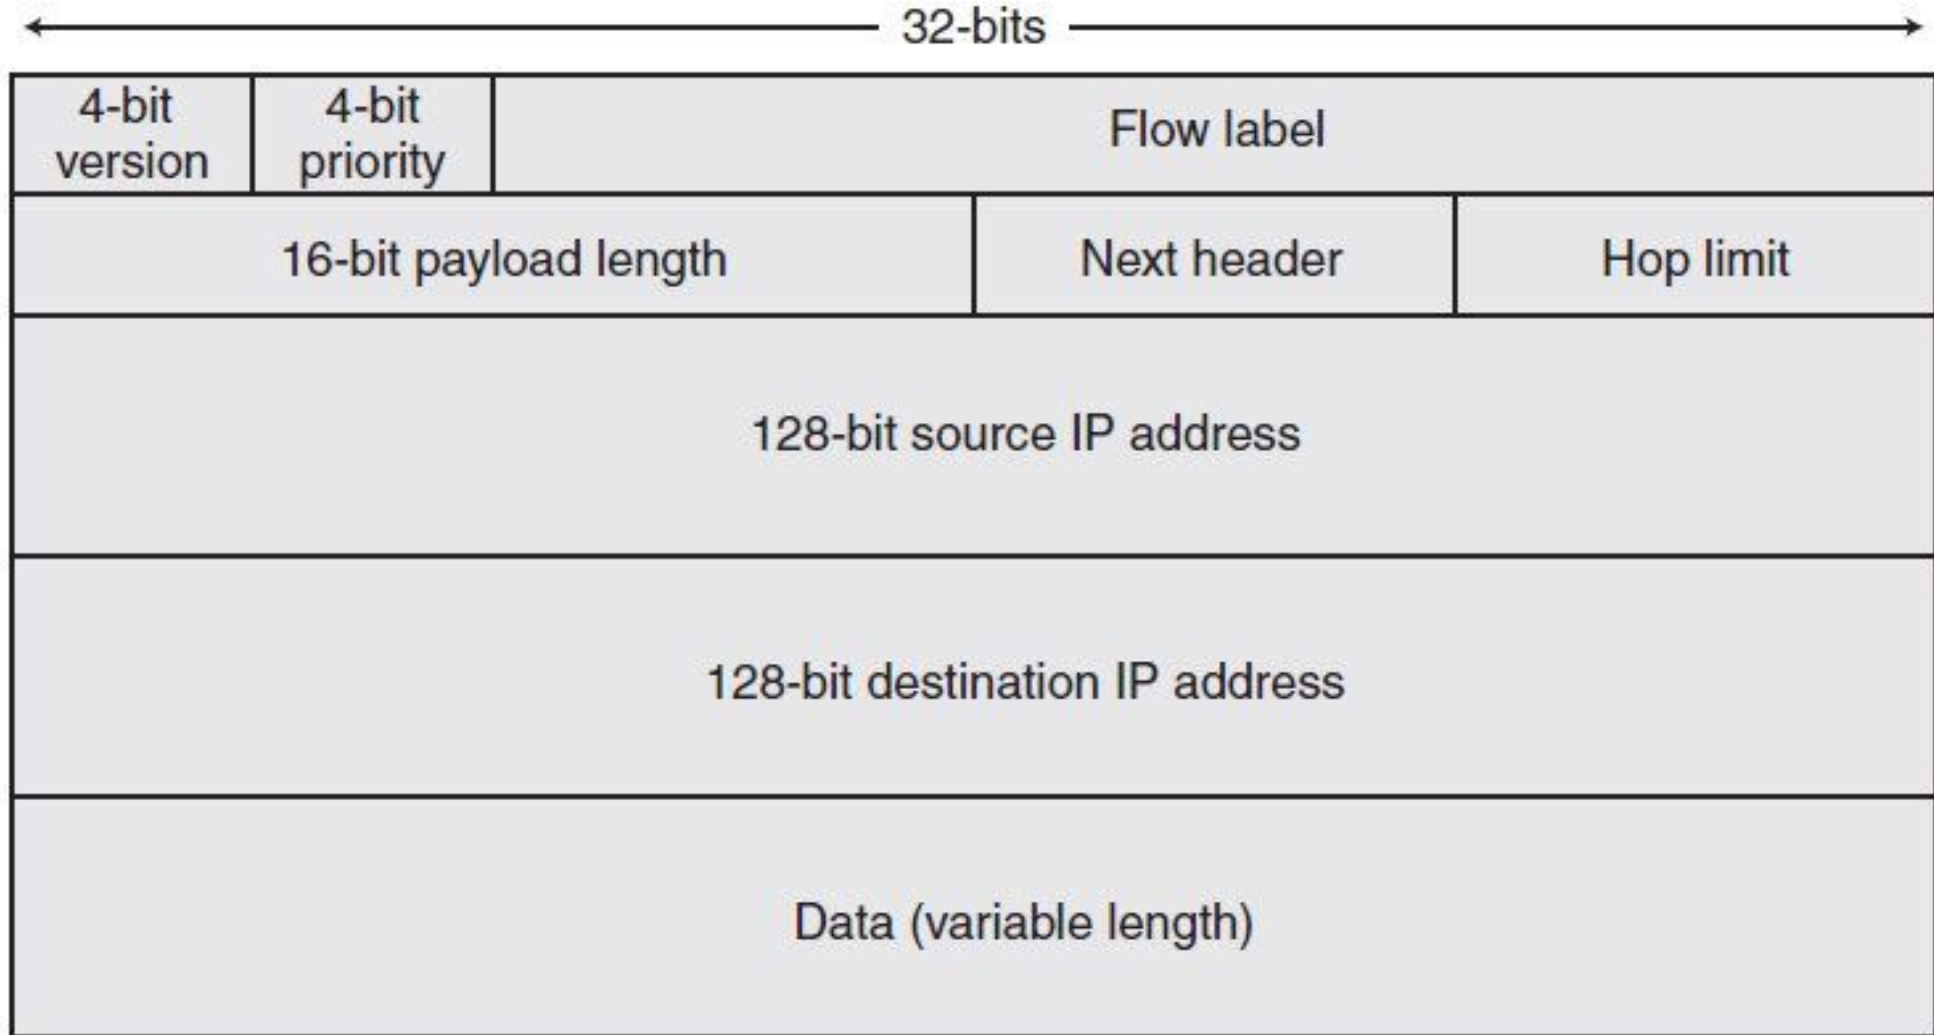 32-bits
4-bit
version
4-bit
priority
Flow label
16-bit payload length
Next header
Hop limit
128-bit source IP address
128-bit destination IP address
Data (variable length)